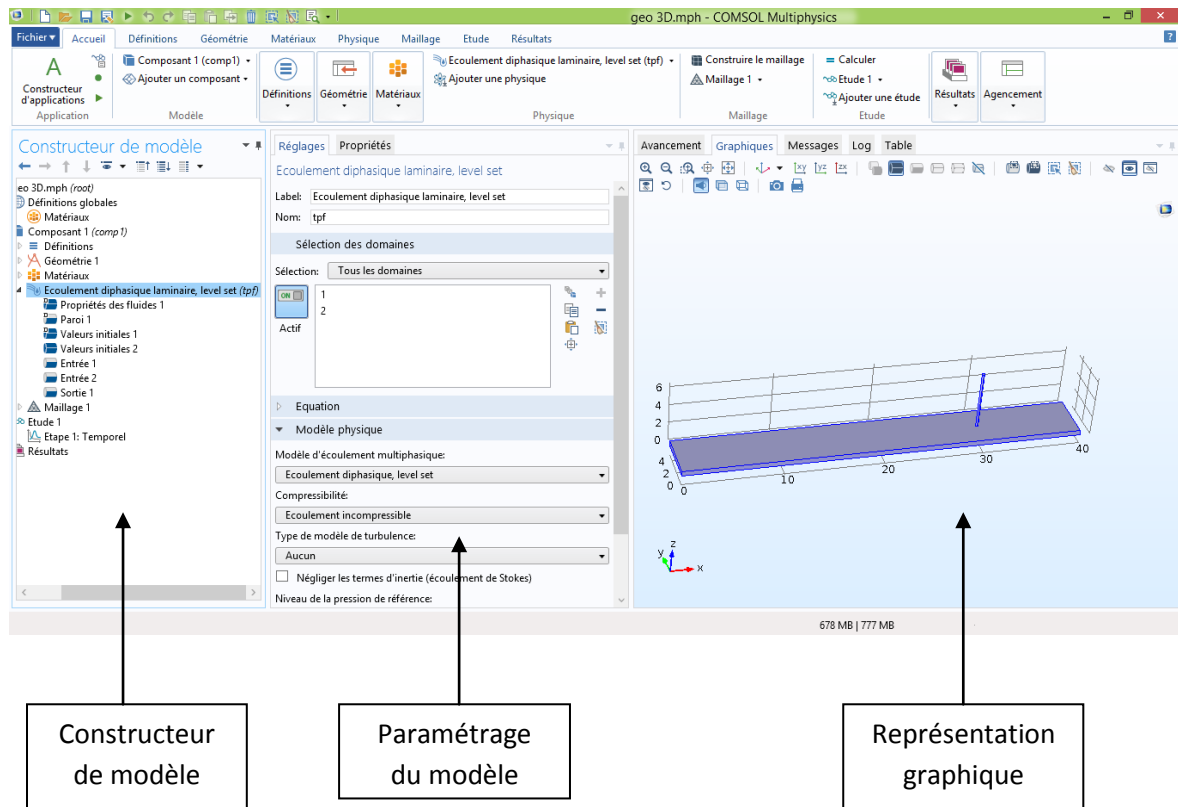 geo 3D.mph - COMSOL Multiphysics
Fichier Accueil Définitions Géométrie Matériaux Physique Maillage Etude Résultats
A
Constructeur d'applications
Application
Composant 1 (comp1)
Ajouter un composant
Modèle
Définitions
Géométrie
Matériaux
Ecoulement diphasique laminaire, level set (tpf)
Ajouter une physique
Physique
Construire le maillage
Maillage 1
Maillage
= Calculer
Etude 1
Ajouter une étude
Etude
Résultats
Agencement
Constructeur de modèle
eo 3D.mph (root)
Définitions globales
Matériaux
Composant 1 (comp1)
Définitions
Géométrie 1
Matériaux
Ecoulement diphasique laminaire, level set (tpf)
Propriétés des fluides 1
Paroi 1
Valeurs initiales 1
Valeurs initiales 2
Entrée 1
Entrée 2
Sortie 1
Maillage 1
Etude 1
Etape 1: Temporel
Résultats
Réglages Propriétés
Ecoulement diphasique laminaire, level set
Label: Ecoulement diphasique laminaire, level set
Nom: tpf
Sélection des domaines
Sélection: Tous les domaines
ON
Actif
1
2
Equation
Modèle physique
Modèle d'écoulement multiphasique:
Ecoulement diphasique, level set
Compressibilité:
Ecoulement incompressible
Type de modèle de turbulence:
Aucun
Négliger les termes d'inertie (écoulement de Stokes)
Niveau de la pression de référence:
Avancement Graphiques Messages Log Table
xy yz zx
6
4
2
0
4
2
0
0 10 20 30 40
y z x
678 MB | 777 MB
Constructeur
de modèle
Paramétrage
du modèle
Représentation
graphique